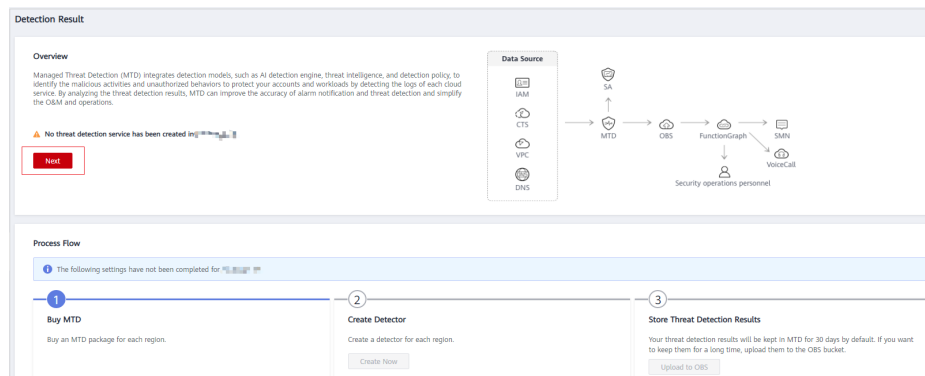 Detection Result
Overview
Managed Threat Detection (MTD) integrates detection models, such as AI detection engine, threat intelligence, and detection policy, to
identify the malicious activities and unauthorized behaviors to protect your accounts and workloads by detecting the logs of each cloud
service. By analyzing the threat detection results, MTD can improve the accuracy of alarm notification and threat detection and simplify
the O&M and operations.
No threat detection service has been created in
Next
Data Source
IAM
CTS
VPC
DNS
SA
MTD
OBS
FunctionGraph
SMN
VoiceCall
Security operations personnel
Process Flow
The following settings have not been completed for
1
Buy MTD
Buy an MTD package for each region.
2
Create Detector
Create a detector for each region.
Create Now
3
Store Threat Detection Results
Your threat detection results will be kept in MTD for 30 days by default. If you want
to keep them for a long time, upload them to the OBS bucket.
Upload to OBS